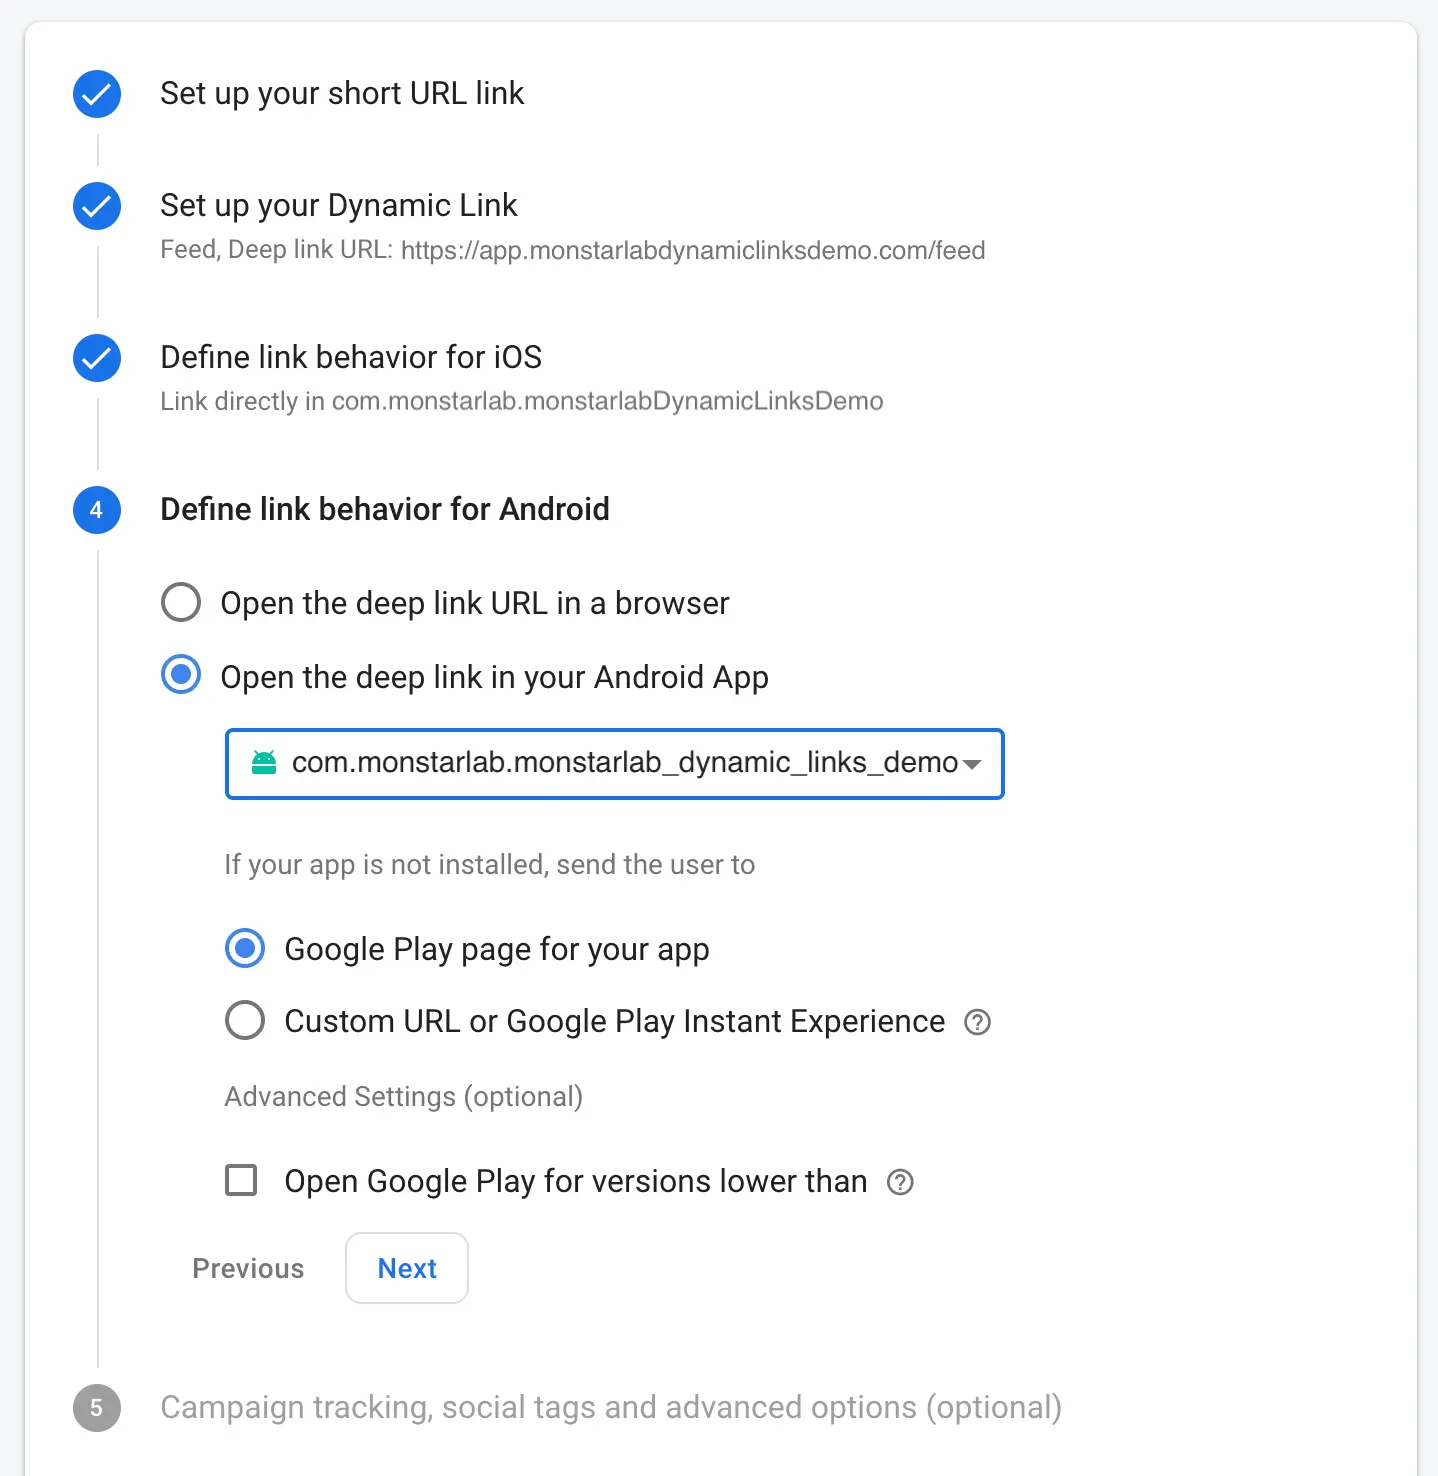 Set up your short URL link
Set up your Dynamic Link
Feed, Deep link URL: https://app.monstarlabdynamiclinksdemo.com/feed
Define link behavior for iOS
Link directly in com.monstarlab.monstarlabDynamicLinksDemo
4 Define link behavior for Android
Open the deep link URL in a browser
Open the deep link in your Android App
com.monstarlab.monstarlab_dynamic_links_demo
If your app is not installed, send the user to
Google Play page for your app
Custom URL or Google Play Instant Experience ?
Advanced Settings (optional)
Open Google Play for versions lower than ?
Previous Next
5 Campaign tracking, social tags and advanced options (optional)